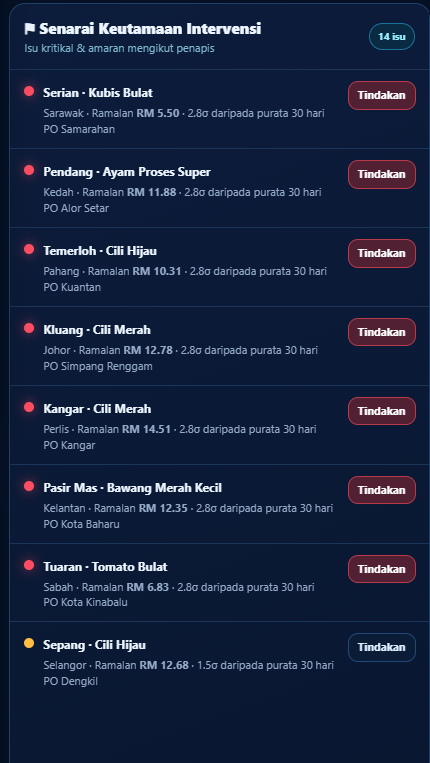 Senarai Keutamaan Intervensi
Isu kritikal & amaran mengikut penapis
14 isu
Serian · Kubis Bulat
Sarawak · Ramalan RM 5.50 · 2.8σ daripada purata 30 hari
PO Samarahan
Tindakan
Pendang · Ayam Proses Super
Kedah · Ramalan RM 11.88 · 2.8σ daripada purata 30 hari
PO Alor Setar
Tindakan
Temerloh · Cili Hijau
Pahang · Ramalan RM 10.31 · 2.8σ daripada purata 30 hari
PO Kuantan
Tindakan
Kluang · Cili Merah
Johor · Ramalan RM 12.78 · 2.8σ daripada purata 30 hari
PO Simpang Renggam
Tindakan
Kangar · Cili Merah
Perlis · Ramalan RM 14.51 · 2.8σ daripada purata 30 hari
PO Kangar
Tindakan
Pasir Mas · Bawang Merah Kecil
Kelantan · Ramalan RM 12.35 · 2.8σ daripada purata 30 hari
PO Kota Baharu
Tindakan
Tuaran · Tomato Bulat
Sabah · Ramalan RM 6.83 · 2.8σ daripada purata 30 hari
PO Kota Kinabalu
Tindakan
Sepang · Cili Hijau
Selangor · Ramalan RM 12.68 · 1.5σ daripada purata 30 hari
PO Dengkil
Tindakan